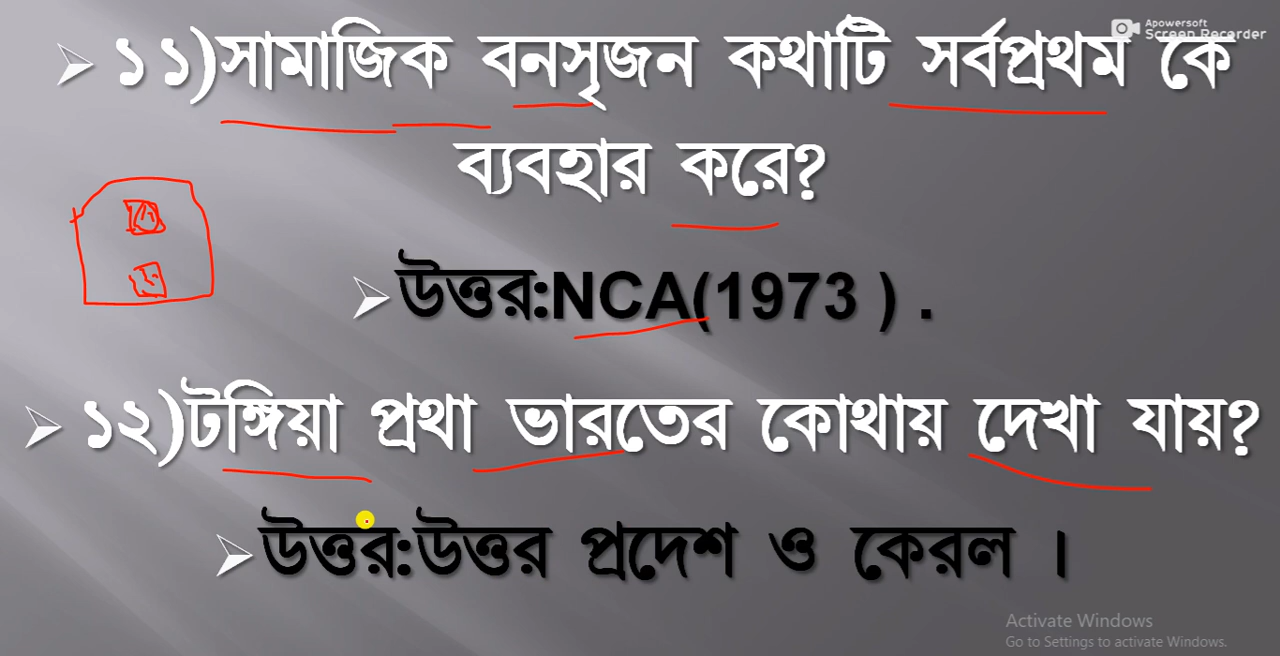 Apowersoft
Screen Recorder
১১)সামাজিক বনসৃজন কথাটি সর্বপ্রথম কে
ব্যবহার করে?
উত্তর:NCA(1973 ) .
১২)টঙ্গিয়া প্রথা ভারতের কোথায় দেখা যায়?
উত্তর:উত্তর প্রদেশ ও কেরল ।
Activate Windows
Go to Settings to activate Windows.